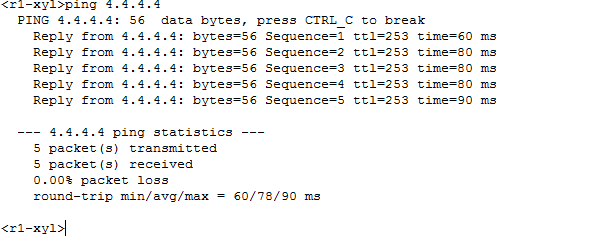 <r1-xyl>ping 4.4.4.4
PING 4.4.4.4: 56  data bytes, press CTRL_C to break
Reply from 4.4.4.4: bytes=56 Sequence=1 ttl=253 time=60 ms
Reply from 4.4.4.4: bytes=56 Sequence=2 ttl=253 time=80 ms
Reply from 4.4.4.4: bytes=56 Sequence=3 ttl=253 time=80 ms
Reply from 4.4.4.4: bytes=56 Sequence=4 ttl=253 time=80 ms
Reply from 4.4.4.4: bytes=56 Sequence=5 ttl=253 time=90 ms
--- 4.4.4.4 ping statistics ---
5 packet(s) transmitted
5 packet(s) received
0.00% packet loss
round-trip min/avg/max = 60/78/90 ms
<r1-xyl>